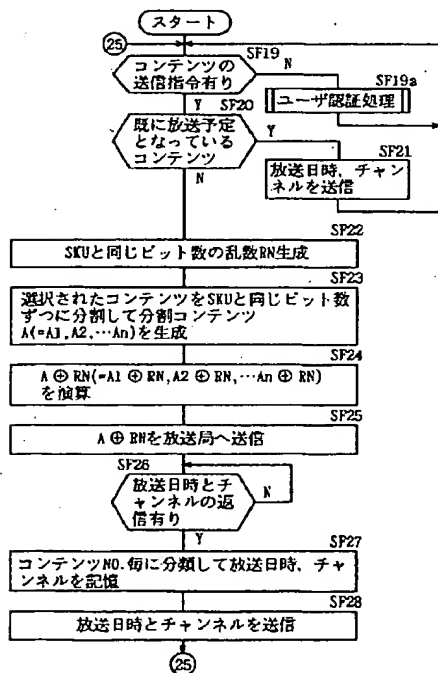 スタート
25
SF19
コンテンツの
送信指令有り
N
SF19a
ユーザ認証処理
Y
SF20
既に放送予定
となっている
コンテンツ
Y
SF21
放送日時,チャン
ネルを送信
N
SF22
SKUと同じビット数の乱数RN生成
SF23
選択されたコンテンツをSKUと同じビット数
ずつに分割して分割コンテンツ
A(=A1,A2,…An)を生成
SF24
A⊕RN(=A1⊕RN,A2⊕RN,…An⊕RN)
を演算
SF25
A⊕RNを放送局へ送信
SF26
放送日時とチ
ャンネルの返
信有り
N
Y
SF27
コンテンツNO.毎に分類して放送日時、チャ
ンネルを記憶
SF28
放送日時とチャンネルを送信
25